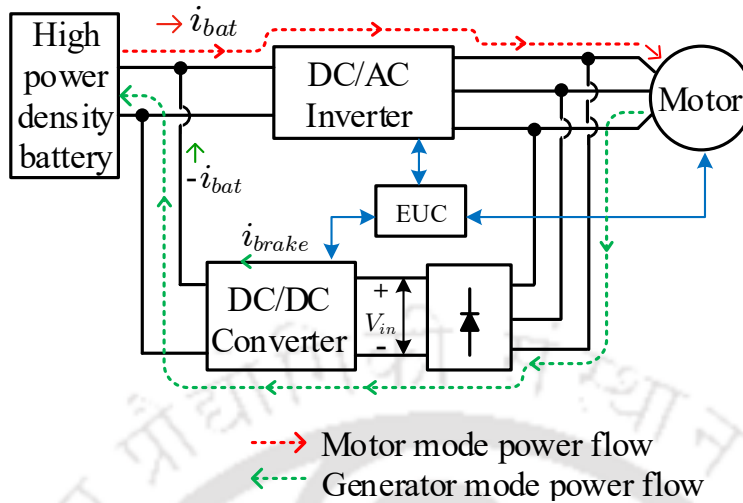 High
power
density
battery
→ i_bat
DC/AC
Inverter
Motor
-i_bat
EUC
i_brake
DC/DC
Converter
+
V_in
-
Motor mode power flow
Generator mode power flow